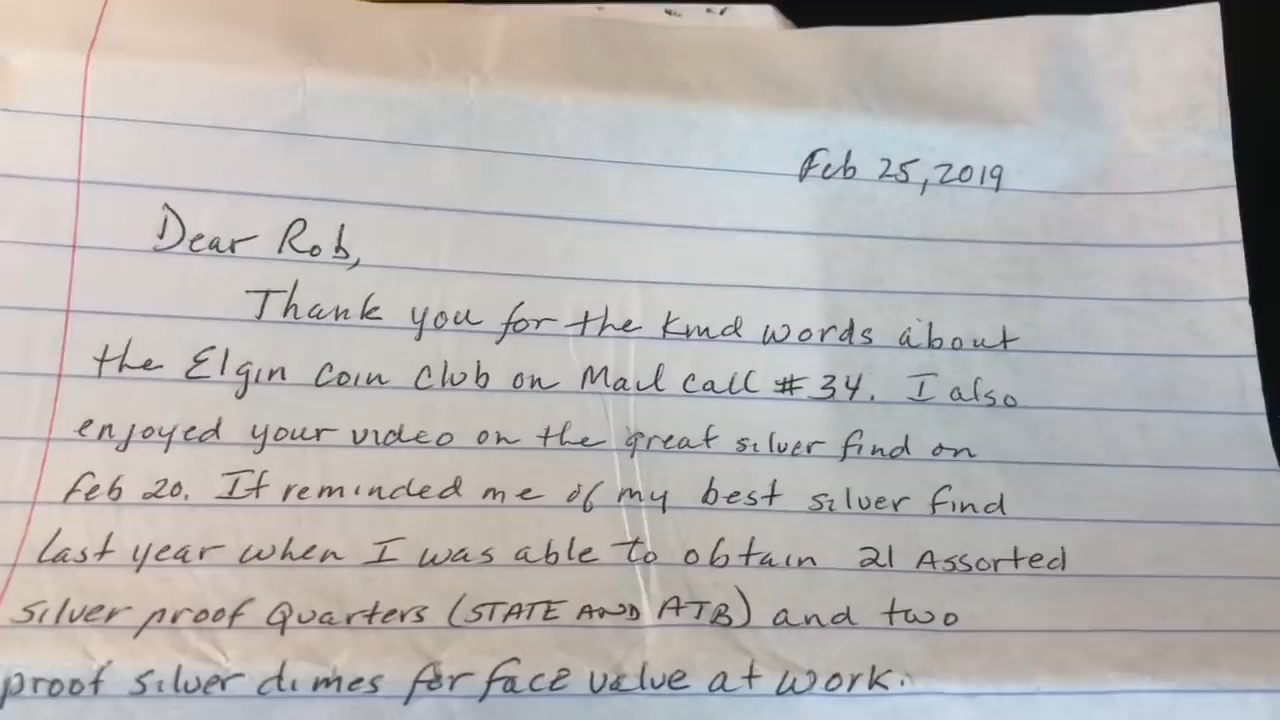 Feb 25, 2019
Dear Rob,
Thank you for the kind words about
the Elgin Coin Club on Mail call #34. I also
enjoyed your video on the great silver find on
Feb 20. It reminded me of my best silver find
last year when I was able to obtain 21 Assorted
silver proof Quarters (STATE AND ATB) and two
proof silver dimes for face value at work.